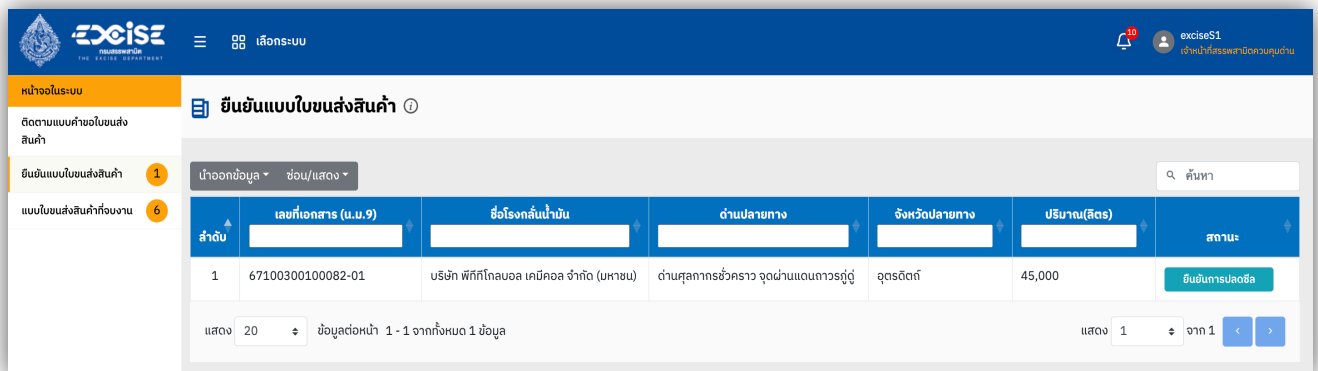 EXCISE
กรมสรรพสามิต
THE EXCISE DEPARTMENT
เลือกระบบ
10
exciseS1
เจ้าหน้าที่สรรพสามิตควบคุมด่าน
หน้าจอในระบบ
ติดตามแบบคำขอใบขนส่ง
สินค้า
ยืนยันแบบใบขนส่งสินค้า 1
แบบใบขนส่งสินค้าที่จบงาน 6
ยืนยันแบบใบขนส่งสินค้า
นำออกข้อมูล ซ่อน/แสดง
ค้นหา
ลำดับ เลขที่เอกสาร (น.ม.9) ชื่อโรงกลั่นน้ำมัน ด่านปลายทาง จังหวัดปลายทาง ปริมาณ(ลิตร) สถานะ
1 67100300100082-01 บริษัท พีทีทีโกลบอล เคมีคอล จำกัด (มหาชน) ด่านศุลกากรชั่วคราว จุดผ่านแดนถาวรภู่ดู่ อุตรดิตถ์ 45,000 ยืนยันการปลดซีล
แสดง 20 ข้อมูลต่อหน้า 1 - 1 จากทั้งหมด 1 ข้อมูล
แสดง 1 จาก 1